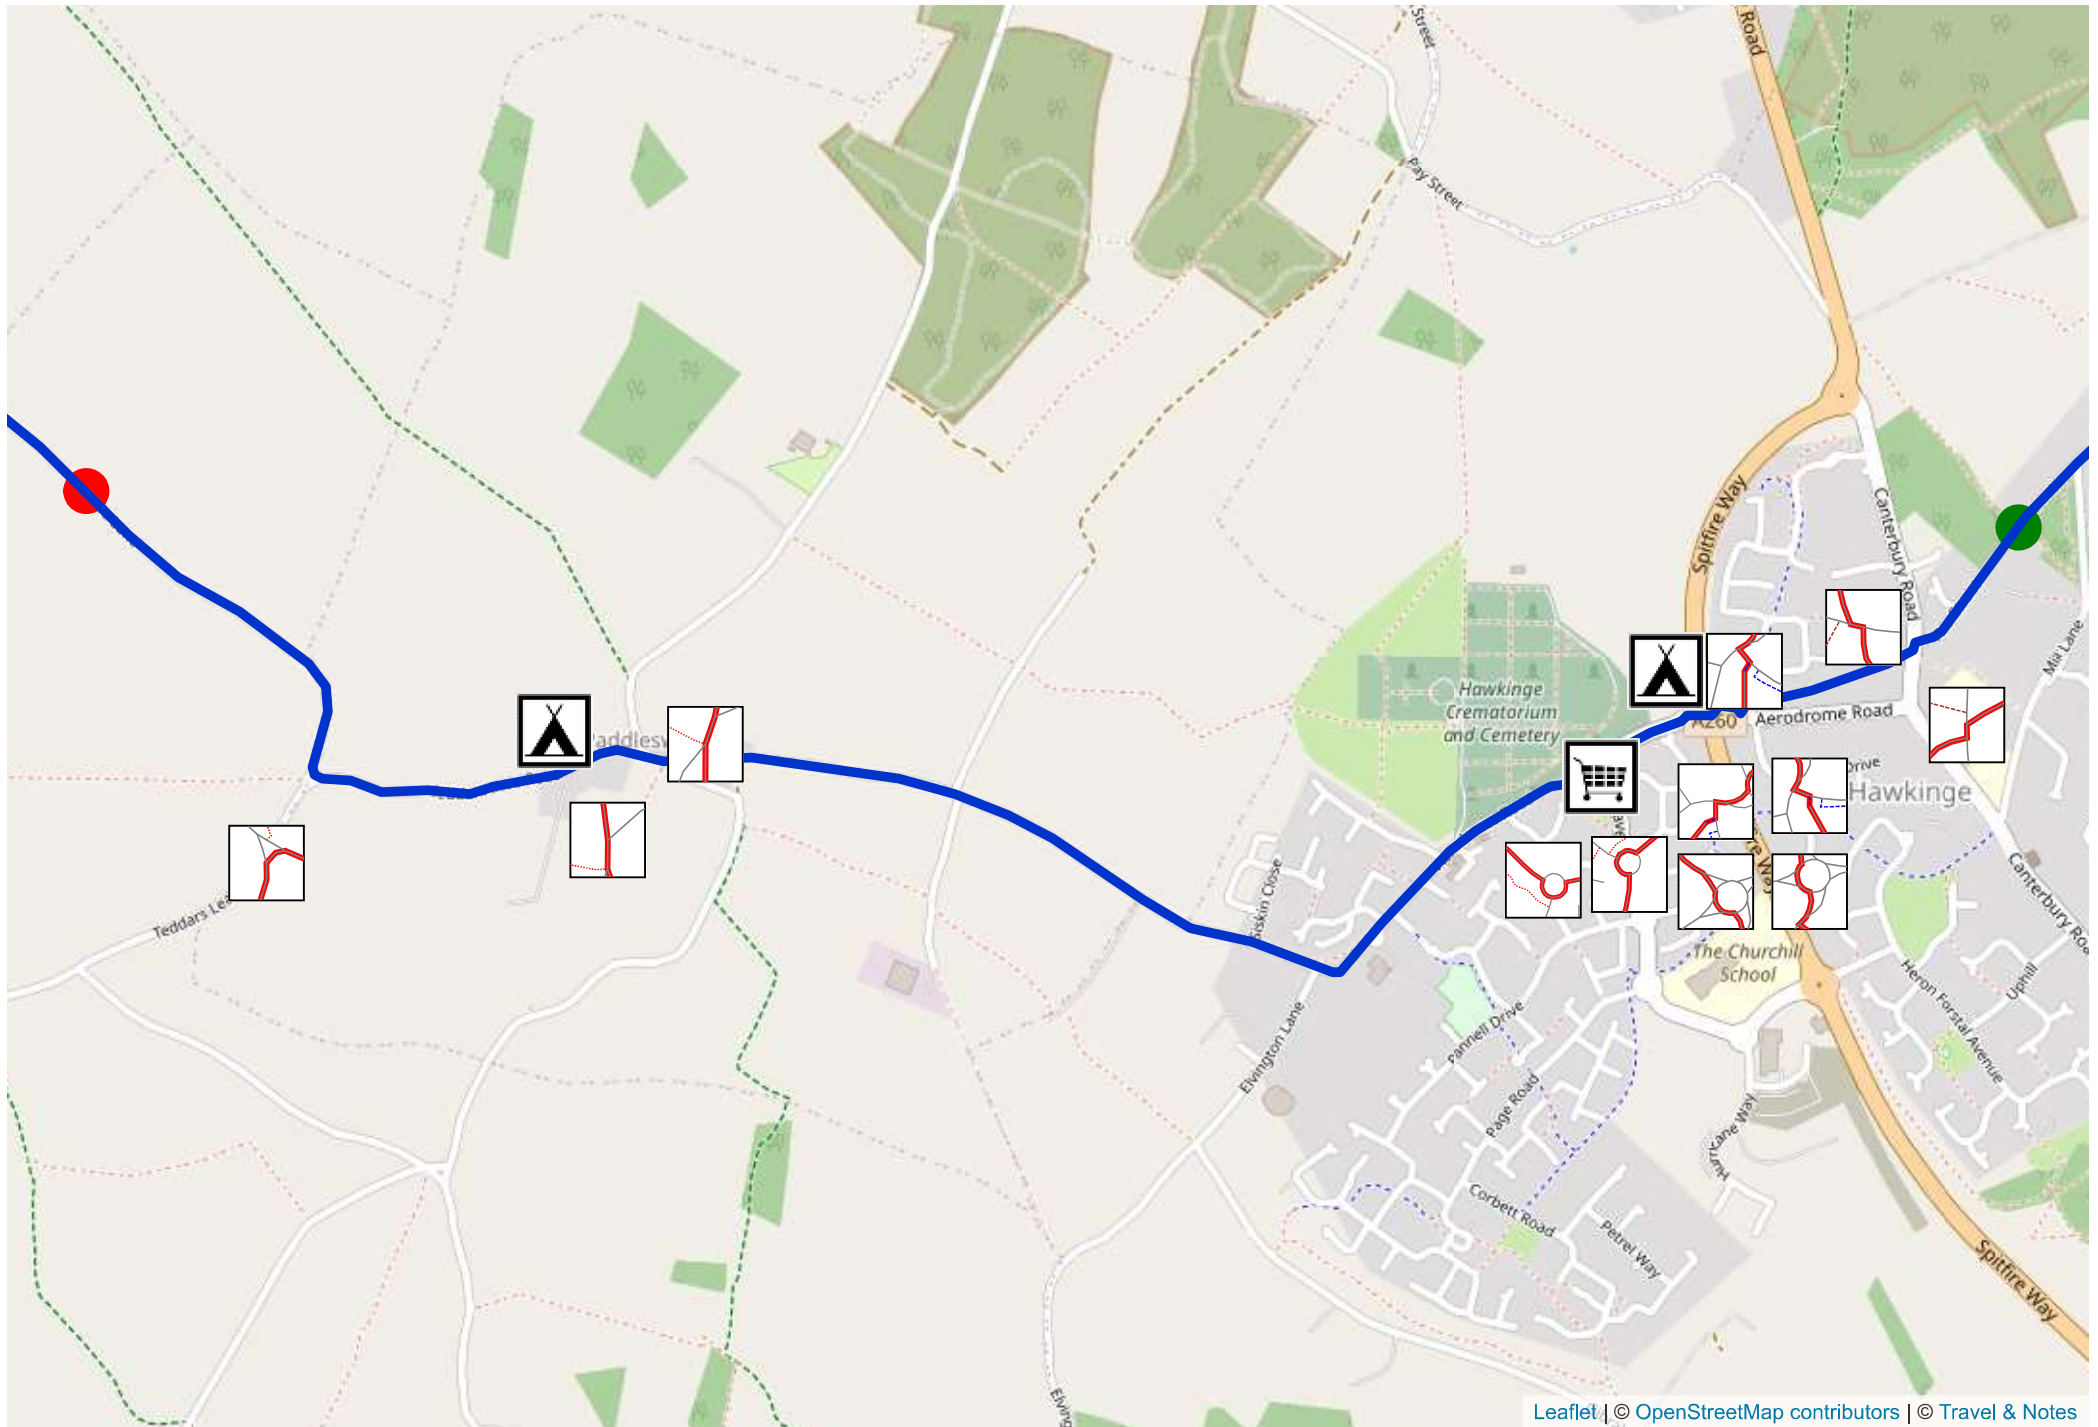 Street
Road
Pay Street
Spitfire Way
Canterbury Road
Mill Lane
Hawkinge
Crematorium
and Cemetery
A260
Aerodrome Road
Drive
Hawkinge
Siskin Close
Teddars
Canterbury
The Churchill
School
Elvington Lane
Pannell Drive
Page Road
Heron Forstal Avenue
Uphill
Hurricane Way
Corbett Road
Petrel Way
Spitfire Way
Leaflet | © OpenStreetMap contributors | © Travel & Notes